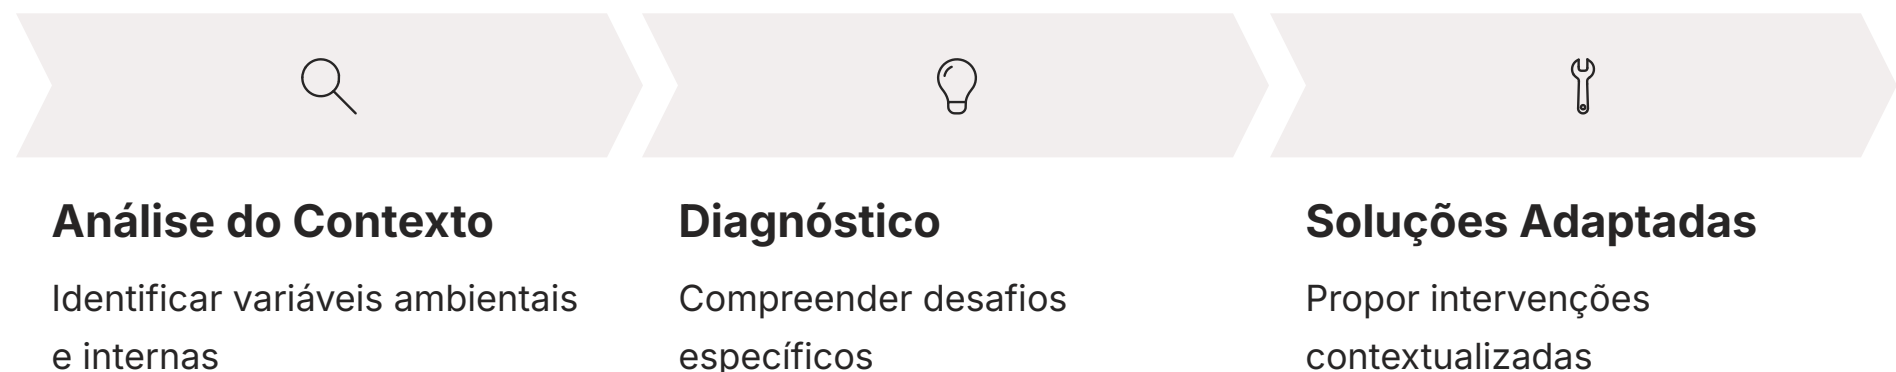 Análise do Contexto
Identificar variáveis ambientais
e internas
Diagnóstico
Compreender desafios
específicos
Soluções Adaptadas
Propor intervenções
contextualizadas